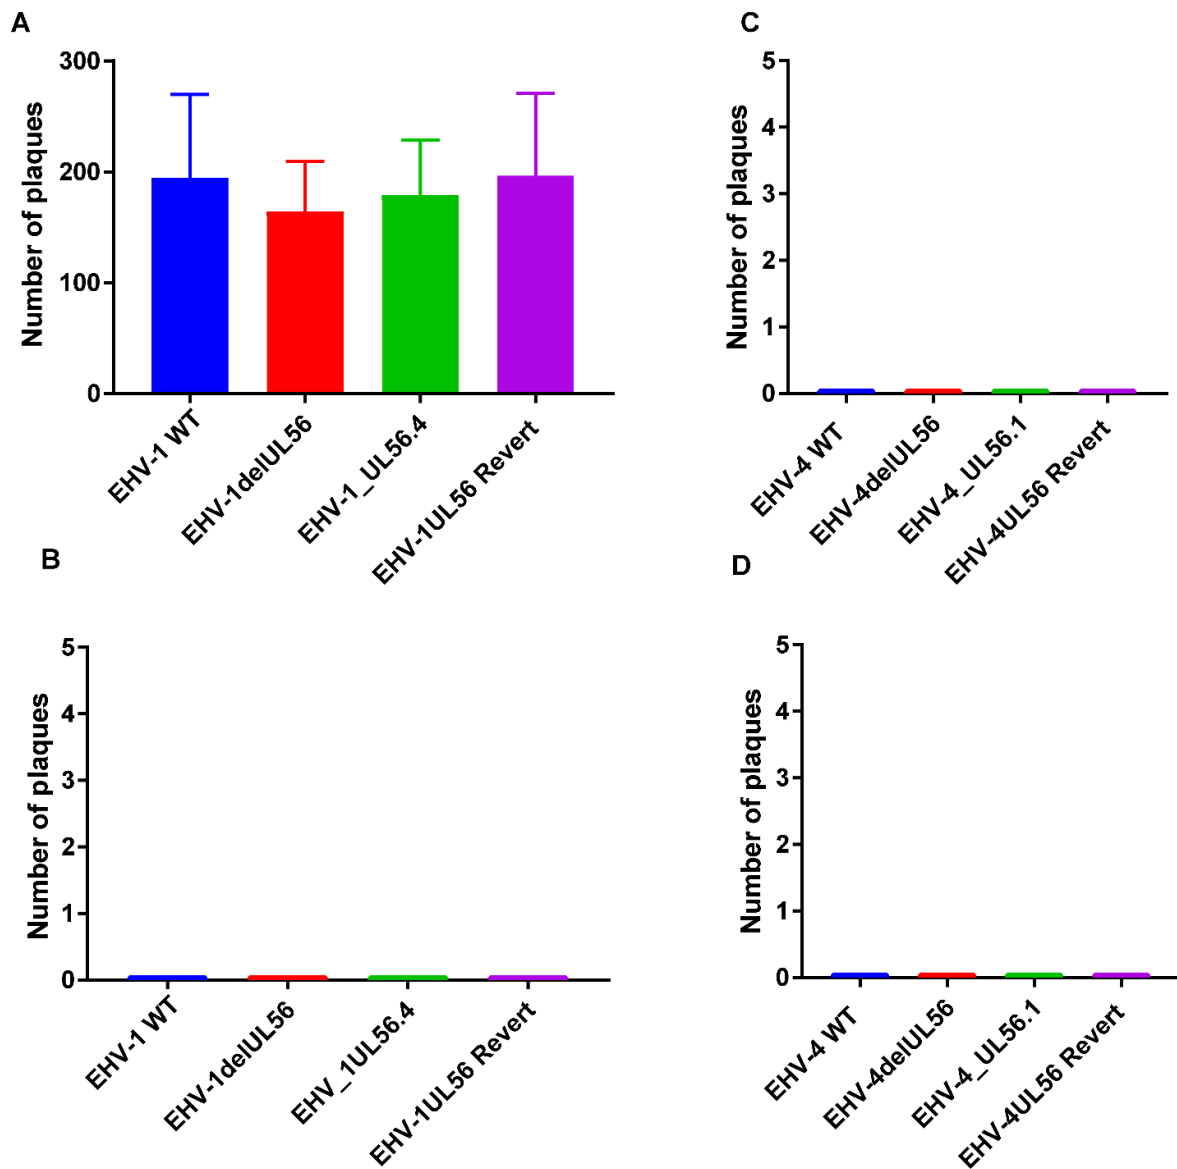 A
Number of plaques
300
200
100
0
EHV-1 WT
EHV-1delUL56
EHV-1_UL56.4
EHV-1UL56 Revert
C
Number of plaques
5
4
3
2
1
0
EHV-4 WT
EHV-4delUL56
EHV-4_UL56.1
EHV-4UL56 Revert
B
Number of plaques
5
4
3
2
1
0
EHV-1 WT
EHV-1delUL56
EHV_1UL56.4
EHV-1UL56 Revert
D
Number of plaques
5
4
3
2
1
0
EHV-4 WT
EHV-4delUL56
EHV-4_UL56.1
EHV-4UL56 Revert